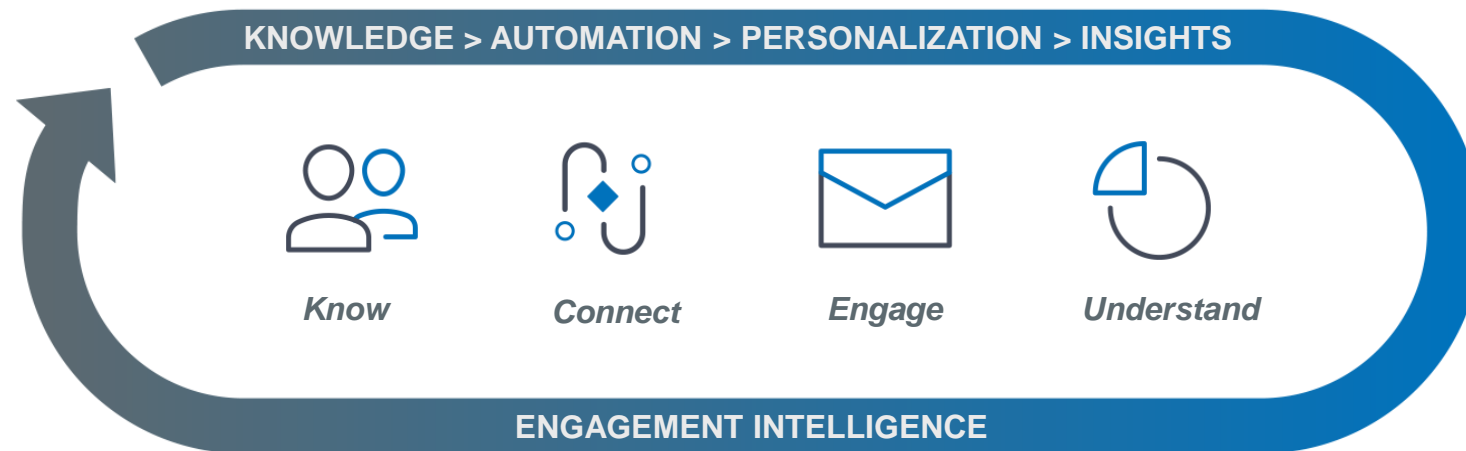 KNOWLEDGE > AUTOMATION > PERSONALIZATION > INSIGHTS
Know
Connect
Engage
Understand
ENGAGEMENT INTELLIGENCE